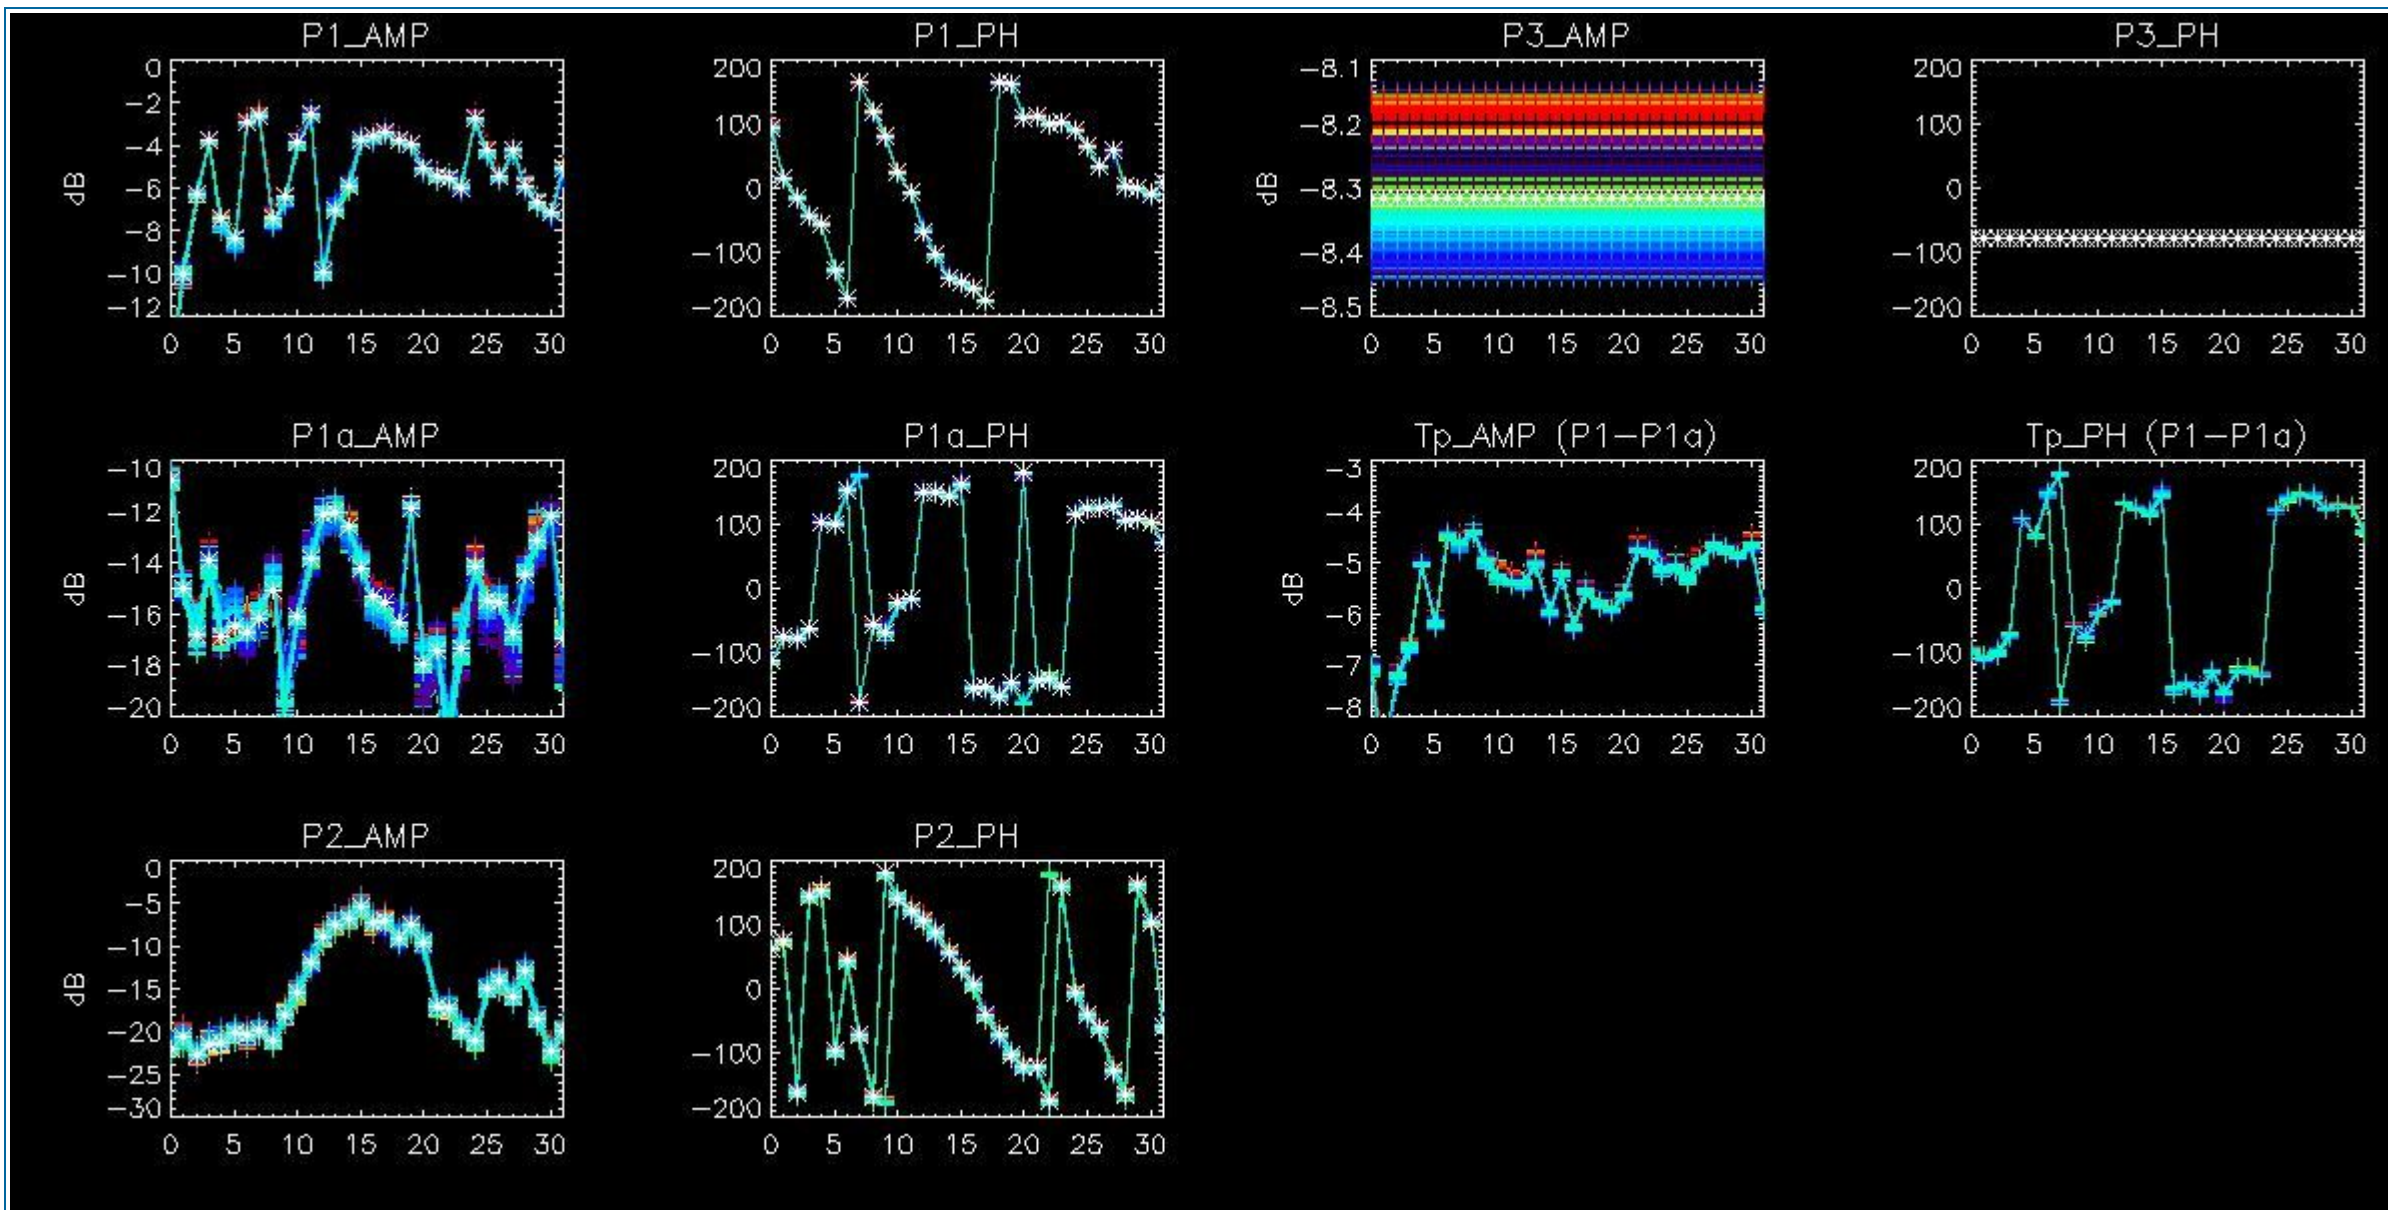 P1_AMP P1_PH P3_AMP P3_PH
0 −2 −4 −6 −8 −10 −12
dB
0 5 10 15 20 25 30
200 100 0 −100 −200
0 5 10 15 20 25 30
−8.1 −8.2 −8.3 −8.4 −8.5
dB
0 5 10 15 20 25 30
200 100 0 −100 −200
0 5 10 15 20 25 30
P1a_AMP P1a_PH Tp_AMP (P1−P1a) Tp_PH (P1−P1a)
−10 −12 −14 −16 −18 −20
dB
0 5 10 15 20 25 30
200 100 0 −100 −200
0 5 10 15 20 25 30
−3 −4 −5 −6 −7 −8
dB
0 5 10 15 20 25 30
200 100 0 −100 −200
0 5 10 15 20 25 30
P2_AMP P2_PH
0 −5 −10 −15 −20 −25 −30
dB
0 5 10 15 20 25 30
200 100 0 −100 −200
0 5 10 15 20 25 30